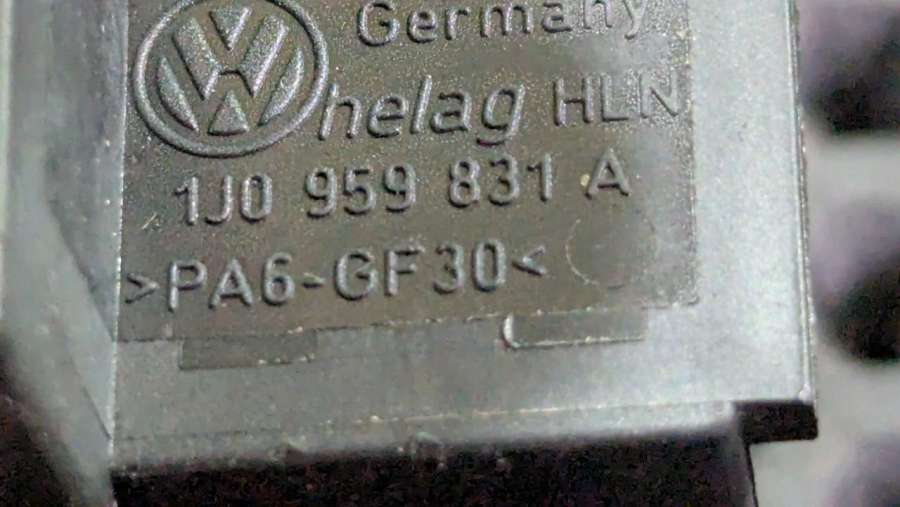 Germany
helag HLN
1J0 959 831 A
>PA6-GF30<